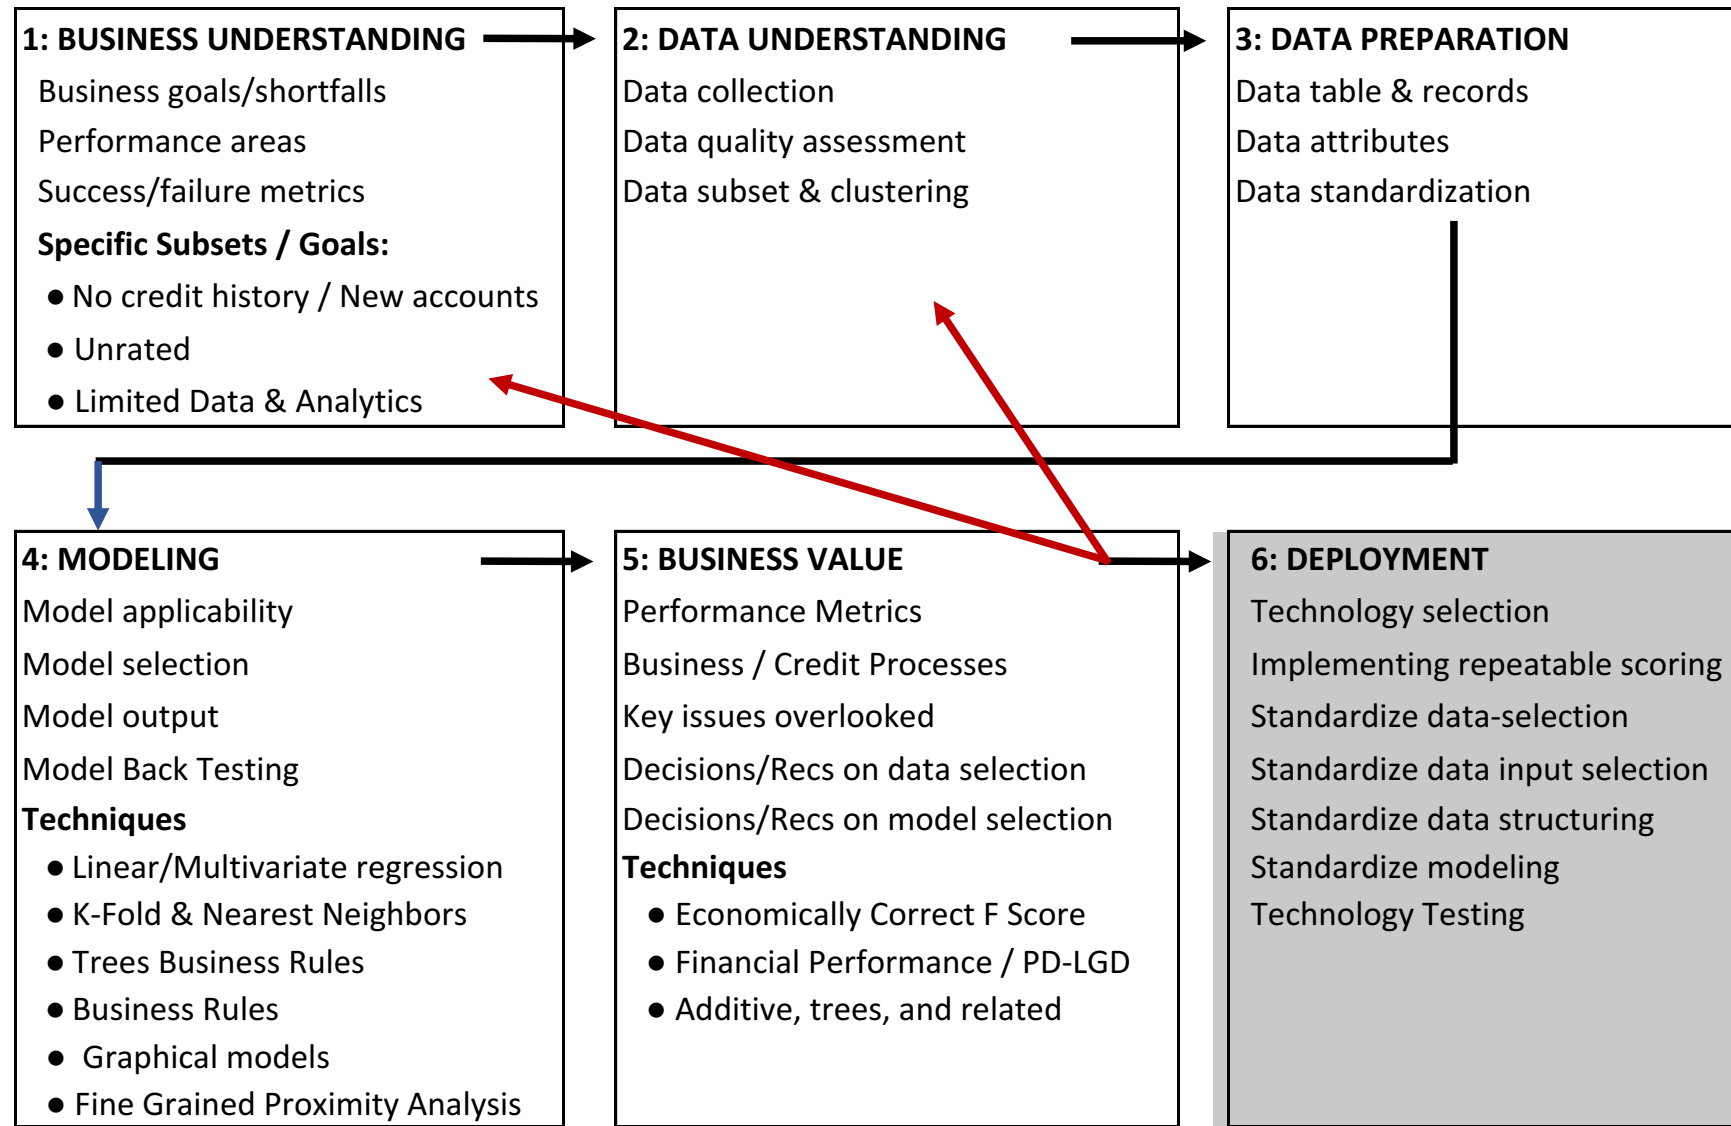 1: BUSINESS UNDERSTANDING
Business goals/shortfalls
Performance areas
Success/failure metrics
Specific Subsets / Goals:
● No credit history / New accounts
● Unrated
● Limited Data & Analytics
2: DATA UNDERSTANDING
Data collection
Data quality assessment
Data subset & clustering
3: DATA PREPARATION
Data table & records
Data attributes
Data standardization
4: MODELING
Model applicability
Model selection
Model output
Model Back Testing
Techniques
● Linear/Multivariate regression
● K-Fold & Nearest Neighbors
● Trees Business Rules
● Business Rules
● Graphical models
● Fine Grained Proximity Analysis
5: BUSINESS VALUE
Performance Metrics
Business / Credit Processes
Key issues overlooked
Decisions/Recs on data selection
Decisions/Recs on model selection
Techniques
● Economically Correct F Score
● Financial Performance / PD-LGD
● Additive, trees, and related
6: DEPLOYMENT
Technology selection
Implementing repeatable scoring
Standardize data-selection
Standardize data input selection
Standardize data structuring
Standardize modeling
Technology Testing